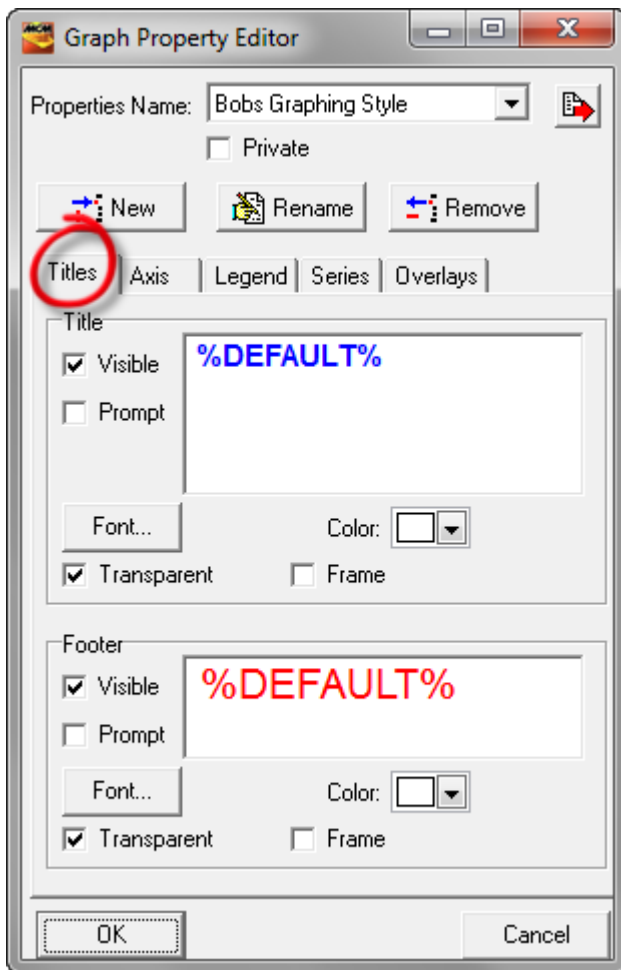 MCM Graph Property Editor
Properties Name: Bobs Graphing Style
Private
New Rename Remove
Titles Axis Legend Series Overlays
Title
Visible %DEFAULT%
Prompt
Font... Color:
Transparent Frame
Footer
Visible %DEFAULT%
Prompt
Font... Color:
Transparent Frame
OK Cancel